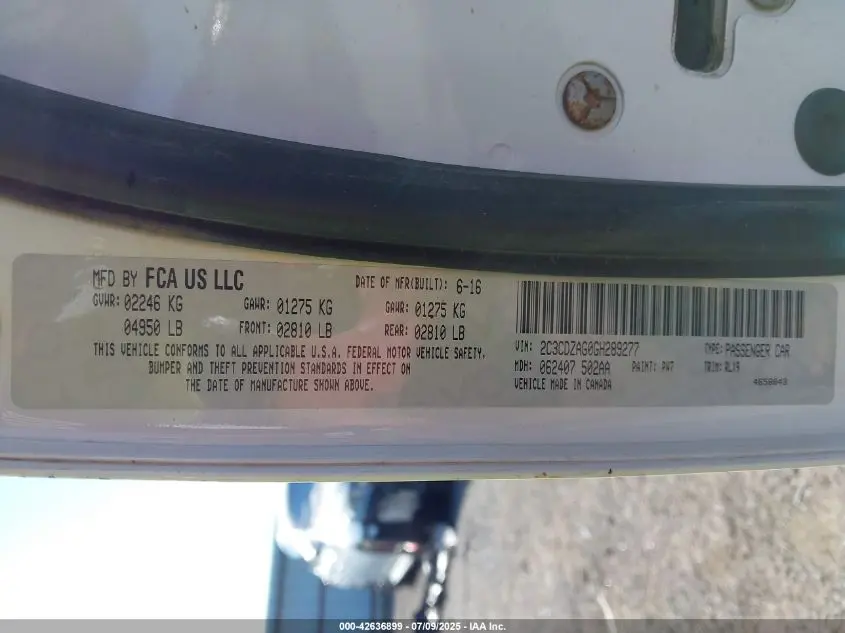 MFD BY FCA US LLC
DATE OF MFR(BUILT): 6-16
GVWR: 02246 KG
GAWR: 01275 KG
GAWR: 01275 KG
04950 LB
FRONT: 02810 LB
REAR: 02810 LB
THIS VEHICLE CONFORMS TO ALL APPLICABLE U.S.A. FEDERAL MOTOR VEHICLE SAFETY,
BUMPER AND THEFT PREVENTION STANDARDS IN EFFECT ON
THE DATE OF MANUFACTURE SHOWN ABOVE.
VIN: 2C3CDZAG0GH289277
TYPE: PASSENGER CAR
MDH: 062407 502AA
PAINT: PW7
TRIM: RLX9
VEHICLE MADE IN CANADA
000-42636899 - 07/09/2025 - IAA Inc.